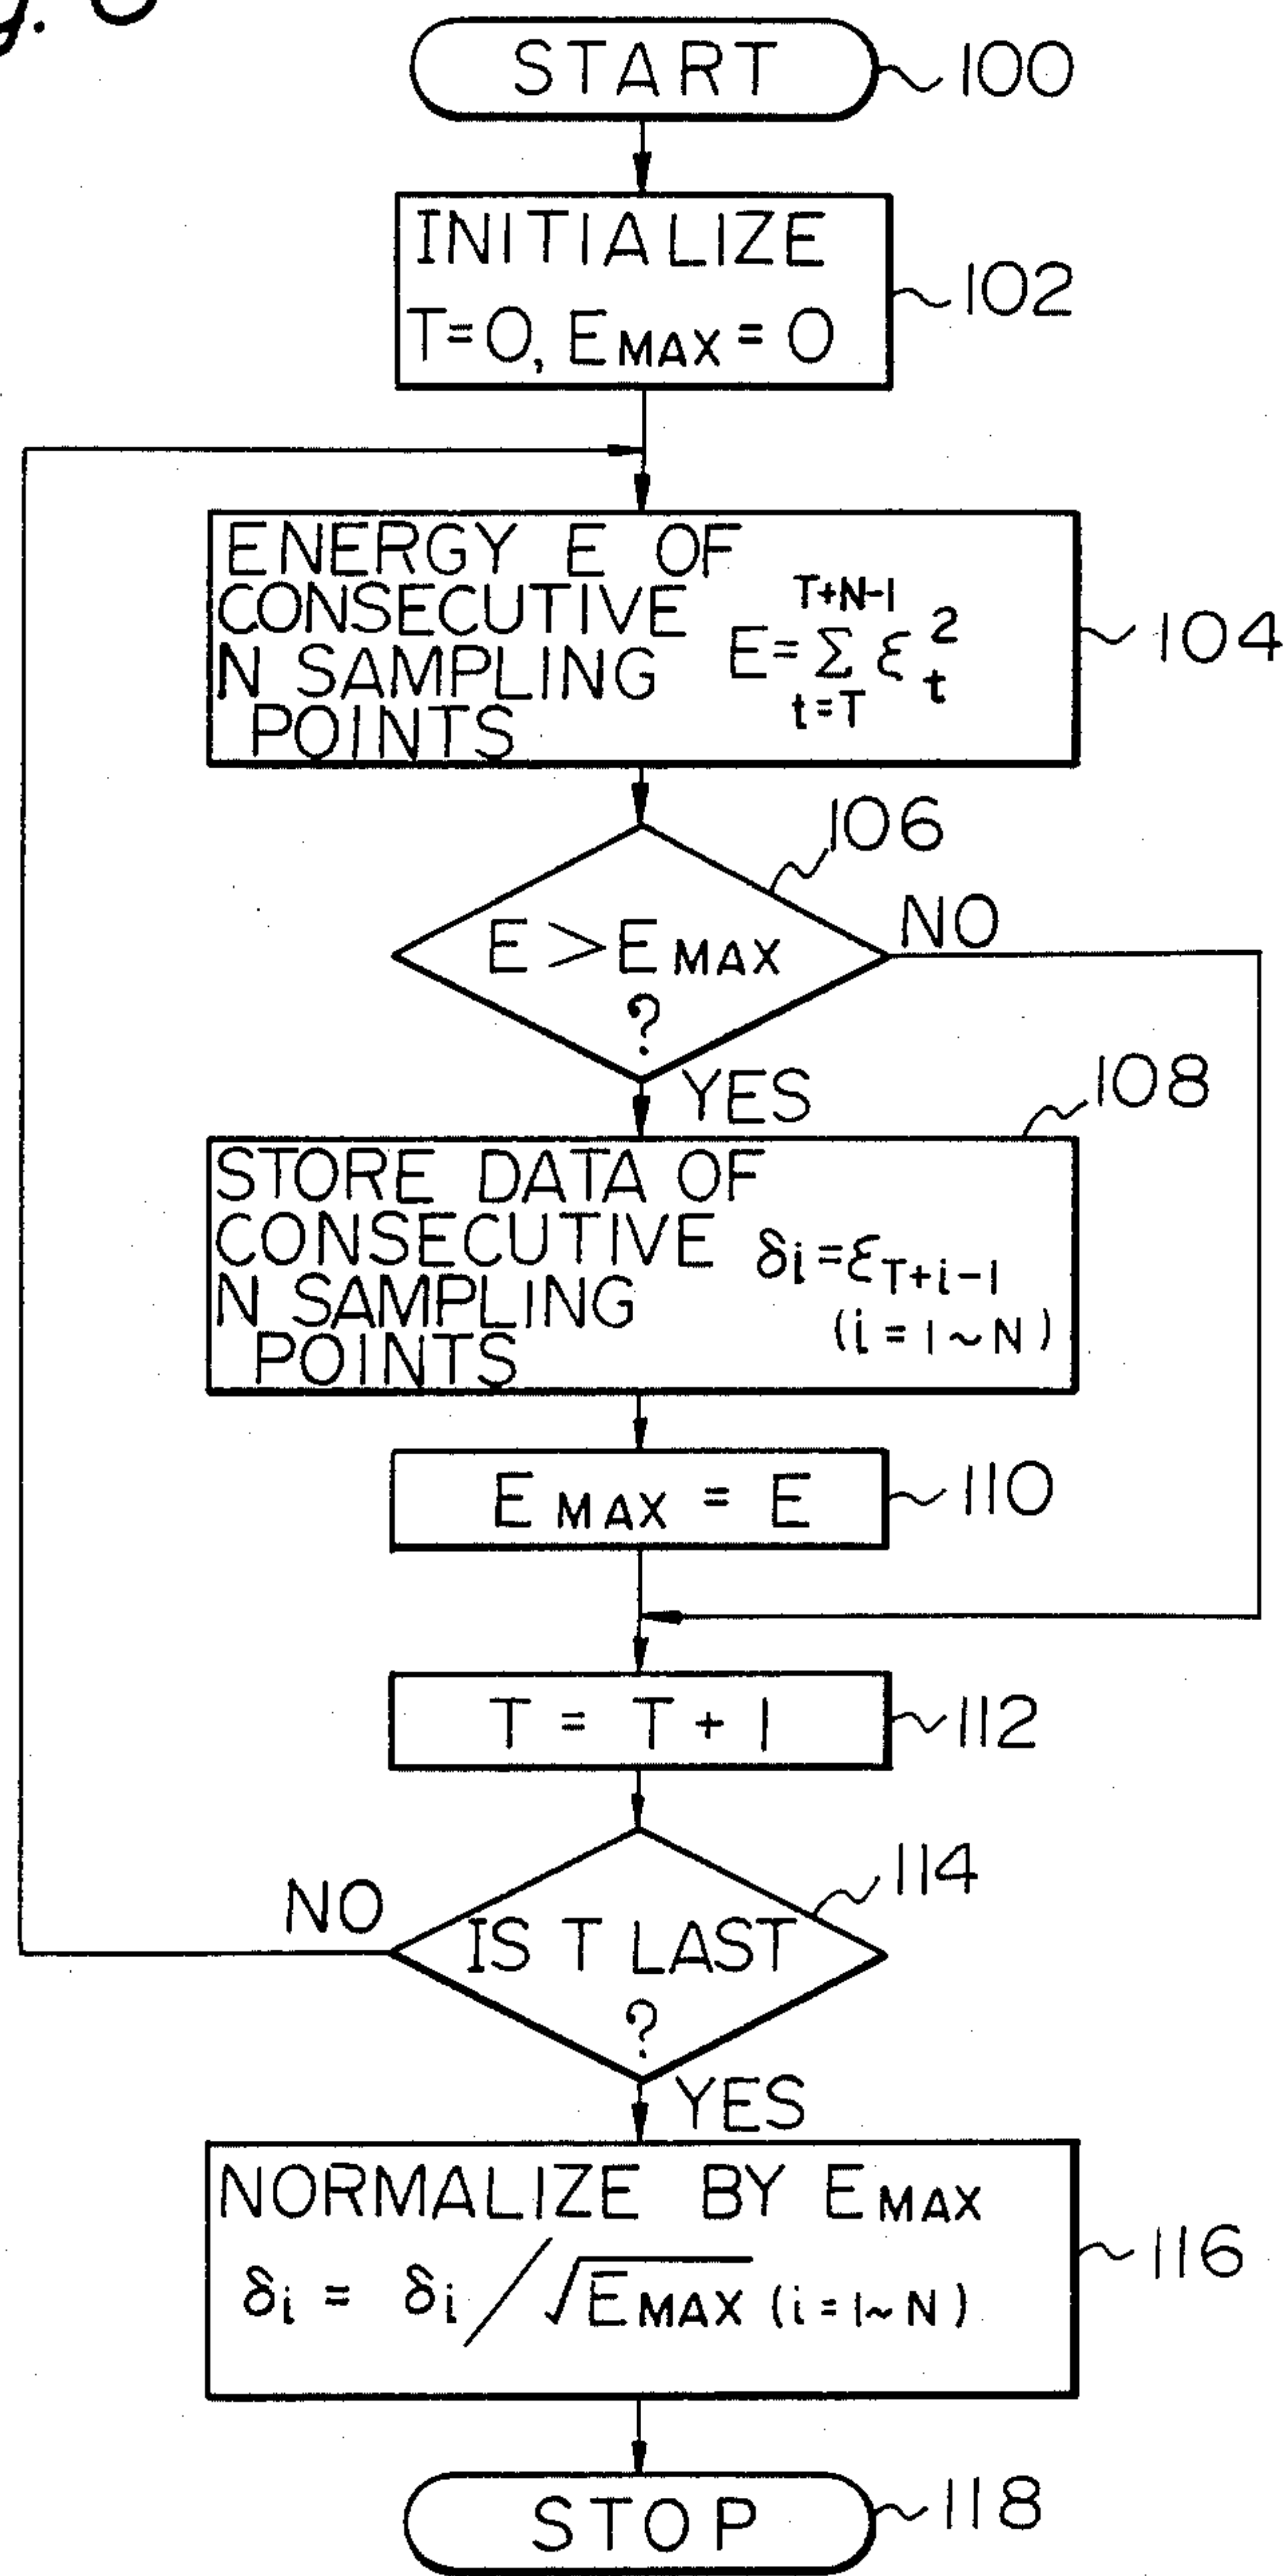 START 100
INITIALIZE
T=0, EMAX = 0
102
ENERGY E OF
CONSECUTIVE
N SAMPLING
POINTS
T+N-1
E=Σ ξt²
t=T
104
106
E>EMAX
?
NO
YES
108
STORE DATA OF
CONSECUTIVE
N SAMPLING
POINTS
δi=ξT+i-1
(i=1~N)
EMAX = E 110
T = T+1 112
114
NO
IS T LAST
?
YES
NORMALIZE BY EMAX
δi = δi/√EMAX (i=1~N)
116
STOP 118